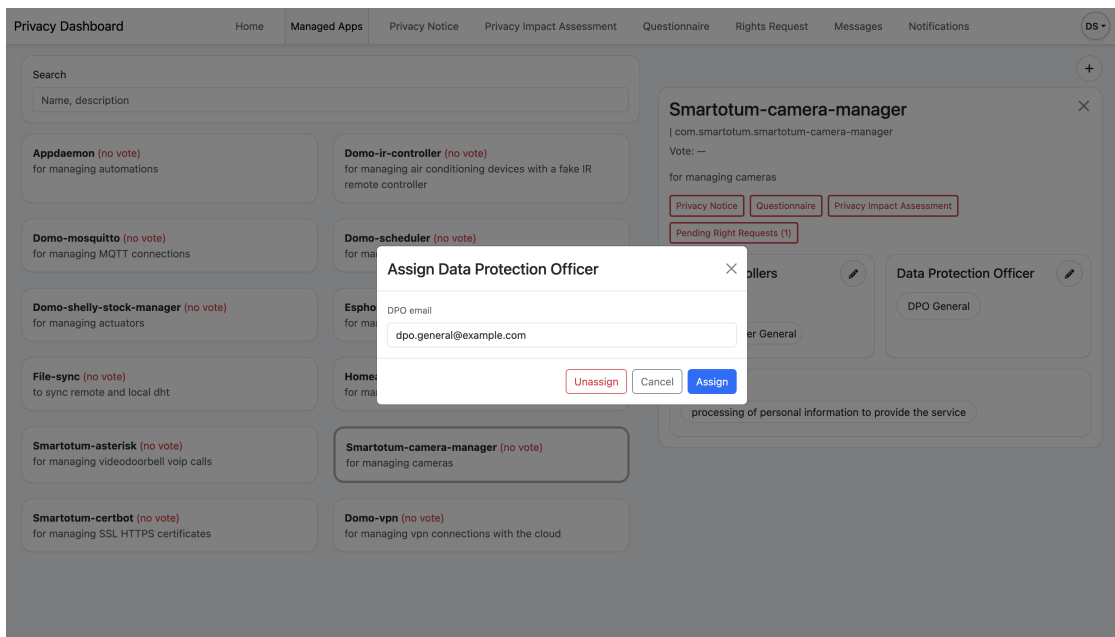 Privacy Dashboard
Home
Managed Apps
Privacy Notice
Privacy Impact Assessment
Questionnaire
Rights Request
Messages
Notifications
DS
Search
Name, description
Appdaemon (no vote)
for managing automations
Domo-ir-controller (no vote)
for managing air conditioning devices with a fake IR
remote controller
Domo-mosquitto (no vote)
for managing MQTT connections
Domo-scheduler (no vote)
Domo-shelly-stock-manager (no vote)
for managing actuators
File-sync (no vote)
to sync remote and local dht
Smartotum-asterisk (no vote)
for managing videodoorbell voip calls
Smartotum-camera-manager (no vote)
for managing cameras
Smartotum-certbot (no vote)
for managing SSL HTTPS certificates
Domo-vpn (no vote)
for managing vpn connections with the cloud
+
Smartotum-camera-manager
| com.smartotum.smartotum-camera-manager
Vote: —
for managing cameras
Privacy Notice
Questionnaire
Privacy Impact Assessment
Pending Right Requests (1)
ollers
er General
Data Protection Officer
DPO General
processing of personal information to provide the service
Assign Data Protection Officer
DPO email
dpo.general@example.com
Unassign
Cancel
Assign